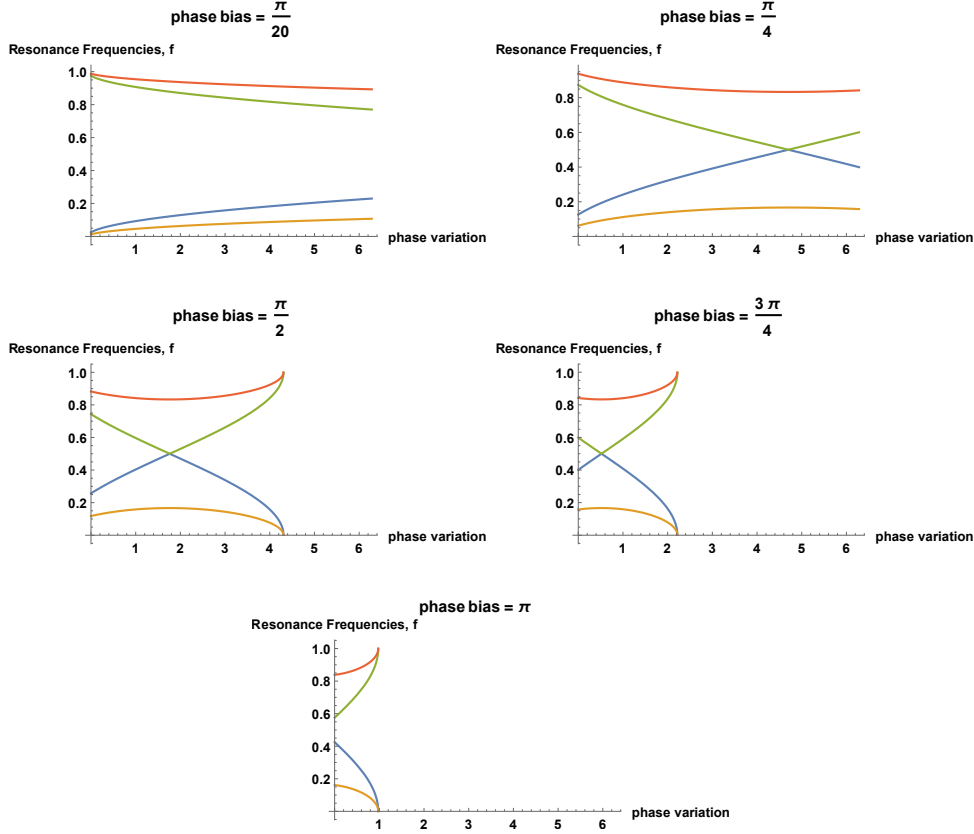 phase bias = π/20
Resonance Frequencies, f
1.0
0.8
0.6
0.4
0.2
1 2 3 4 5 6
phase variation
phase bias = π/4
Resonance Frequencies, f
0.8
0.6
0.4
0.2
1 2 3 4 5 6
phase variation
phase bias = π/2
Resonance Frequencies, f
1.0
0.8
0.6
0.4
0.2
1 2 3 4 5 6
phase variation
phase bias = 3 π/4
Resonance Frequencies, f
1.0
0.8
0.6
0.4
0.2
1 2 3 4 5 6
phase variation
phase bias = π
Resonance Frequencies, f
1.0
0.8
0.6
0.4
0.2
1 2 3 4 5 6
phase variation